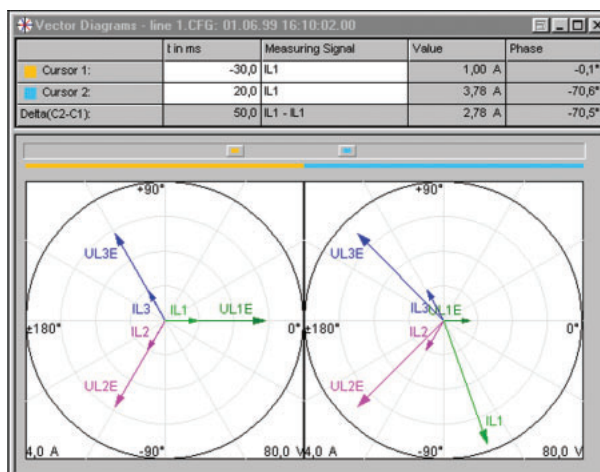 Vector Diagrams - line 1.CFG: 01.06.99 16:10:02.00
t in ms Measuring Signal Value Phase
Cursor 1: -30,0 IL1 1,00 A -0,1°
Cursor 2: 20,0 IL1 3,78 A -70,6°
Delta(C2-C1): 50,0 IL1 - IL1 2,78 A -70,5°
+90° +90°
UL3E UL3E
IL3 IL1 UL1E IL3 UL1E
±180° IL2 0° ±180° IL2 0°
UL2E UL2E
IL1
4,0 A -90° 80,0 V 4,0 A -90° 80,0 V